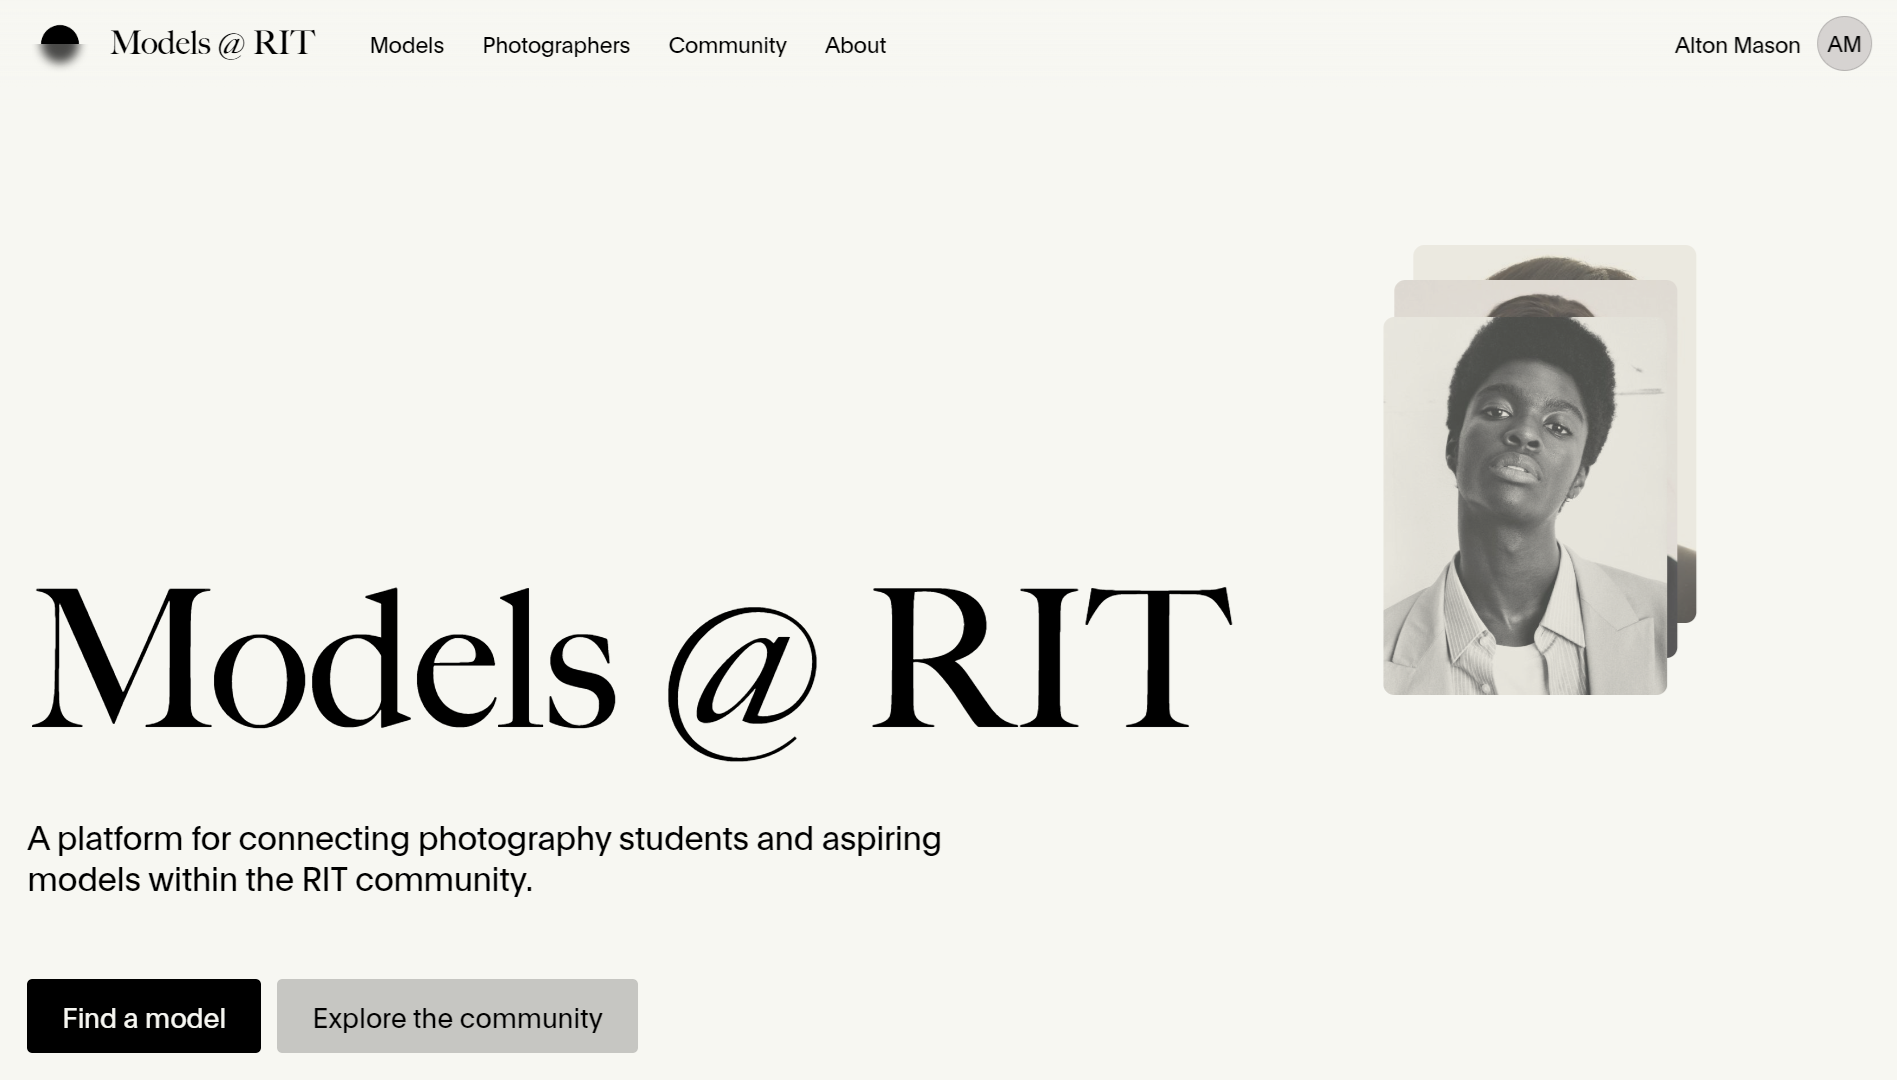 Models @ RIT
Models
Photographers
Community
About
Alton Mason
AM
Models @ RIT
A platform for connecting photography students and aspiring
models within the RIT community.
Find a model
Explore the community